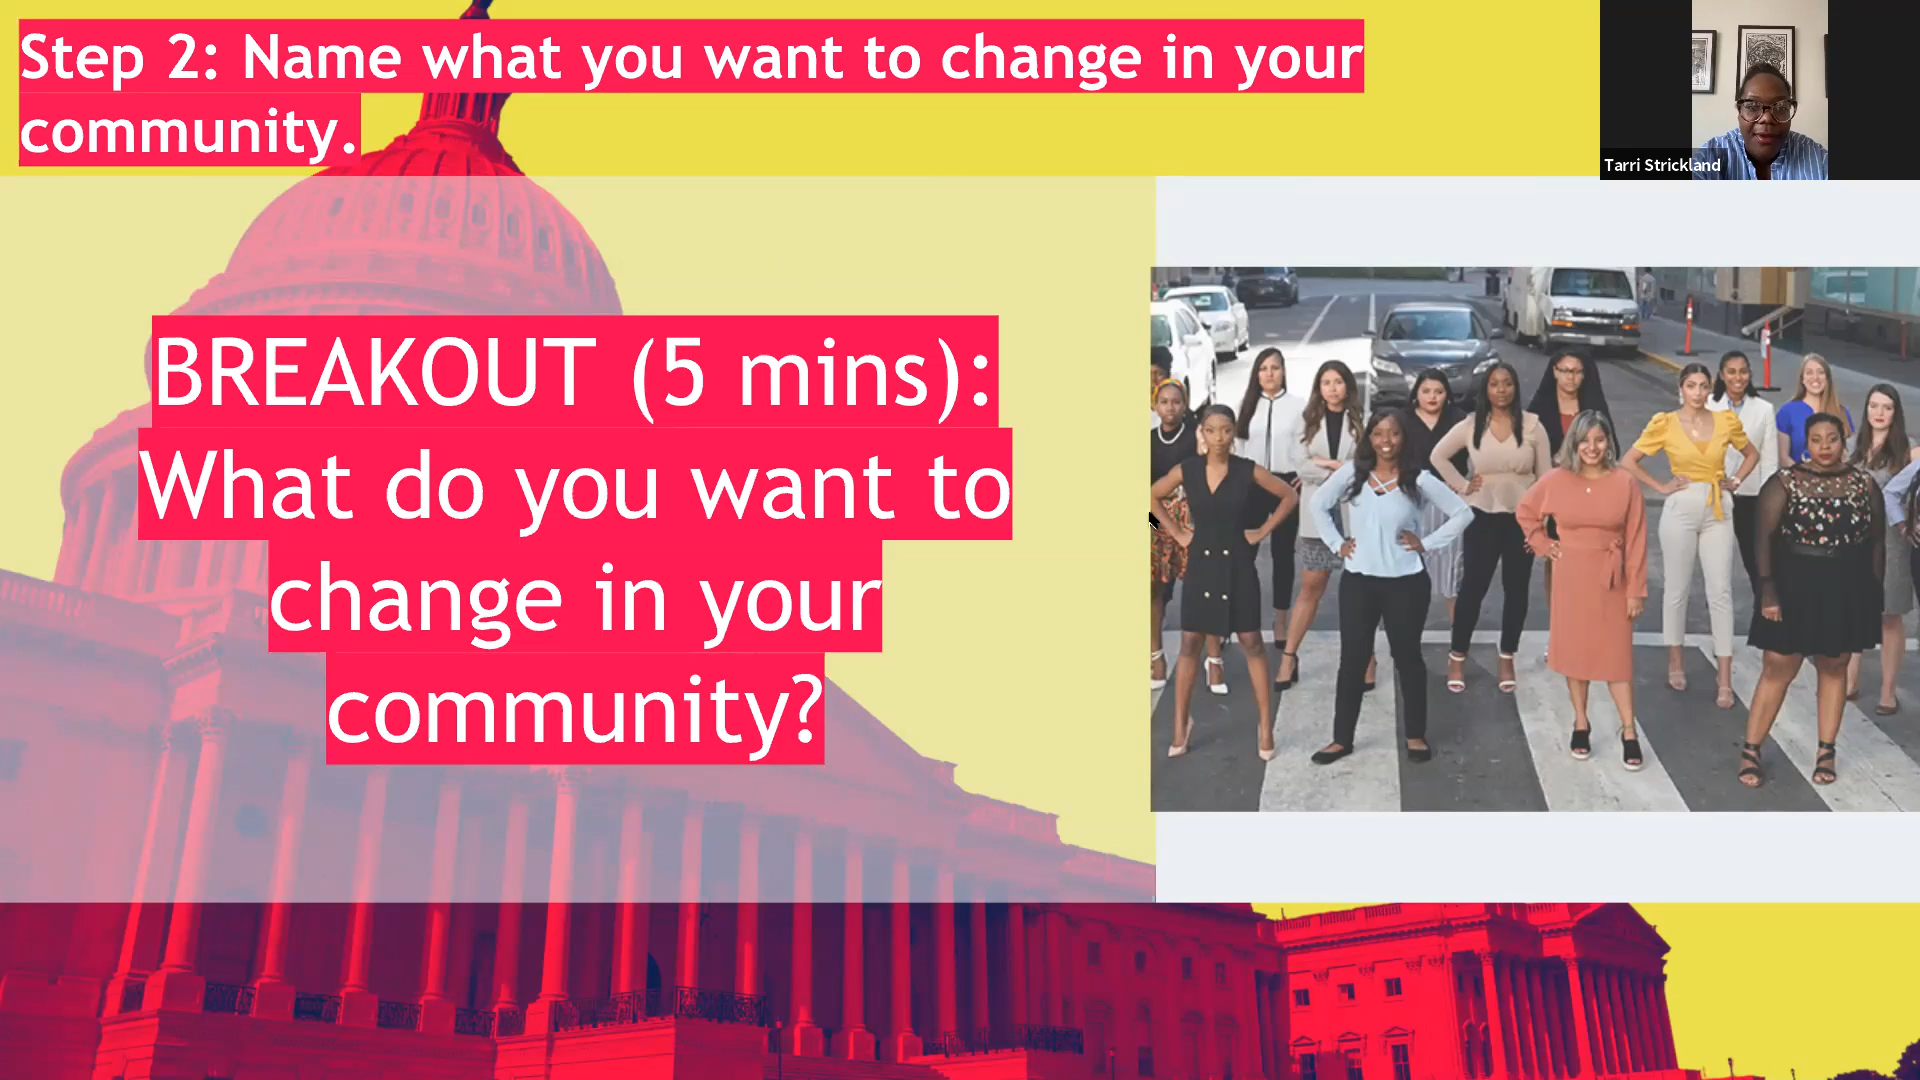 Step 2: Name what you want to change in your
community.
Tarri Strickland
BREAKOUT (5 mins):
What do you want to
change in your
community?